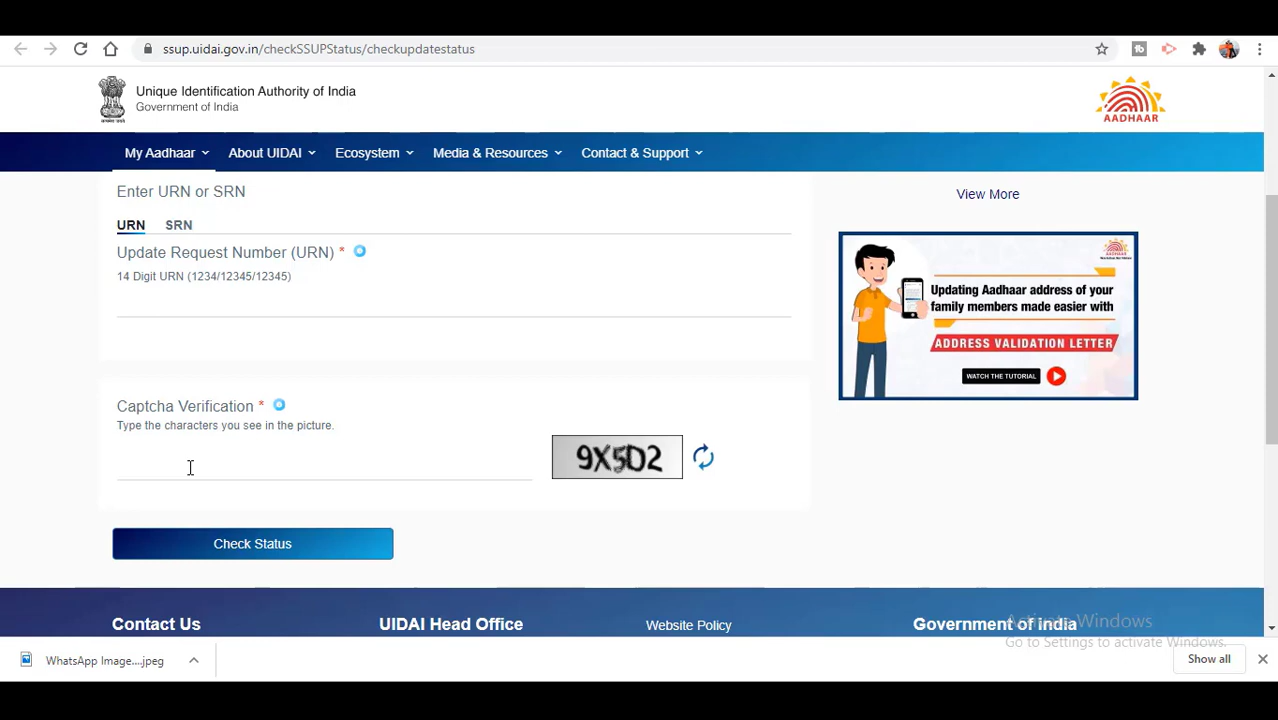 ssup.uidai.gov.in/checkSSUPStatus/checkupdatestatus
Unique Identification Authority of India
Government of India
AADHAAR
My Aadhaar
About UIDAI
Ecosystem
Media & Resources
Contact & Support
Enter URN or SRN
View More
URN
SRN
Update Request Number (URN) *
14 Digit URN (1234/12345/12345)
Updating Aadhaar address of your
family members made easier with
ADDRESS VALIDATION LETTER
WATCH THE TUTORIAL
Captcha Verification *
Type the characters you see in the picture.
9X5D2
Check Status
Contact Us
UIDAI Head Office
Website Policy
Government of India
Activate Windows
Go to Settings to activate Windows.
WhatsApp Image....jpeg
Show all